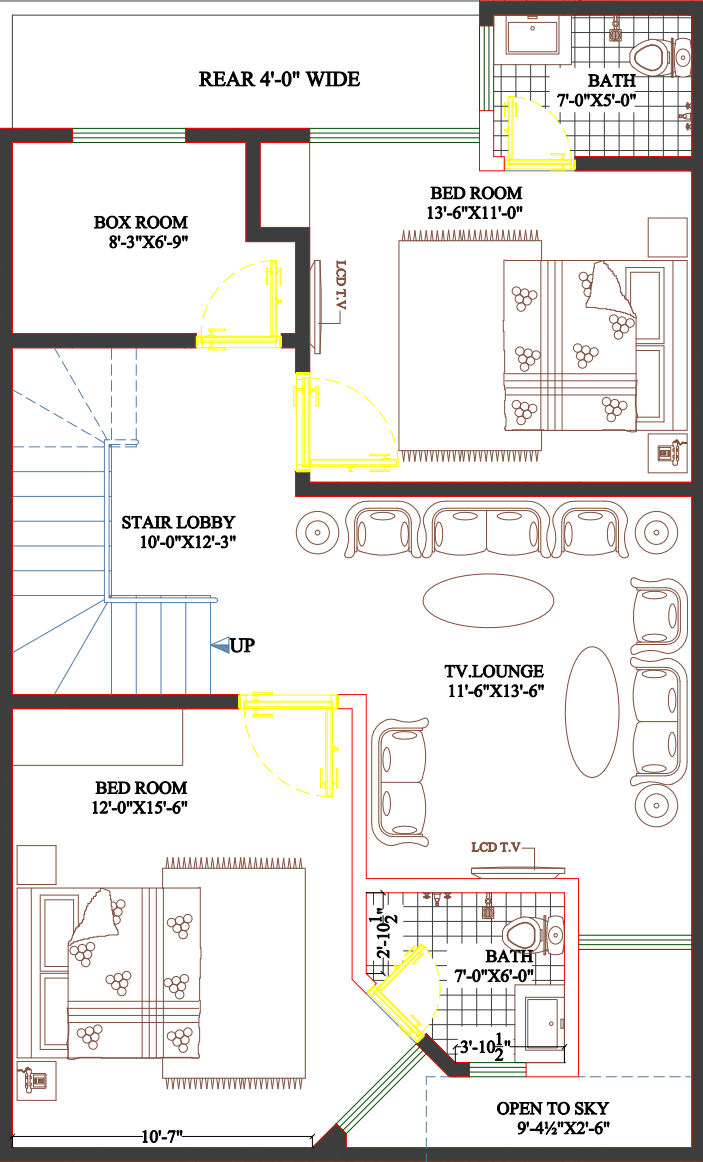 REAR 4'-0" WIDE
BATH
7'-0"X5'-0"
BED ROOM
13'-6"X11'-0"
BOX ROOM
8'-3"X6'-9"
LCD T.V
STAIR LOBBY
10'-0"X12'-3"
UP
TV.LOUNGE
11'-6"X13'-6"
BED ROOM
12'-0"X15'-6"
LCD T.V
2'-10½"
BATH
7'-0"X6'-0"
3'-10½"
OPEN TO SKY
9'-4½"X2'-6"
10'-7"